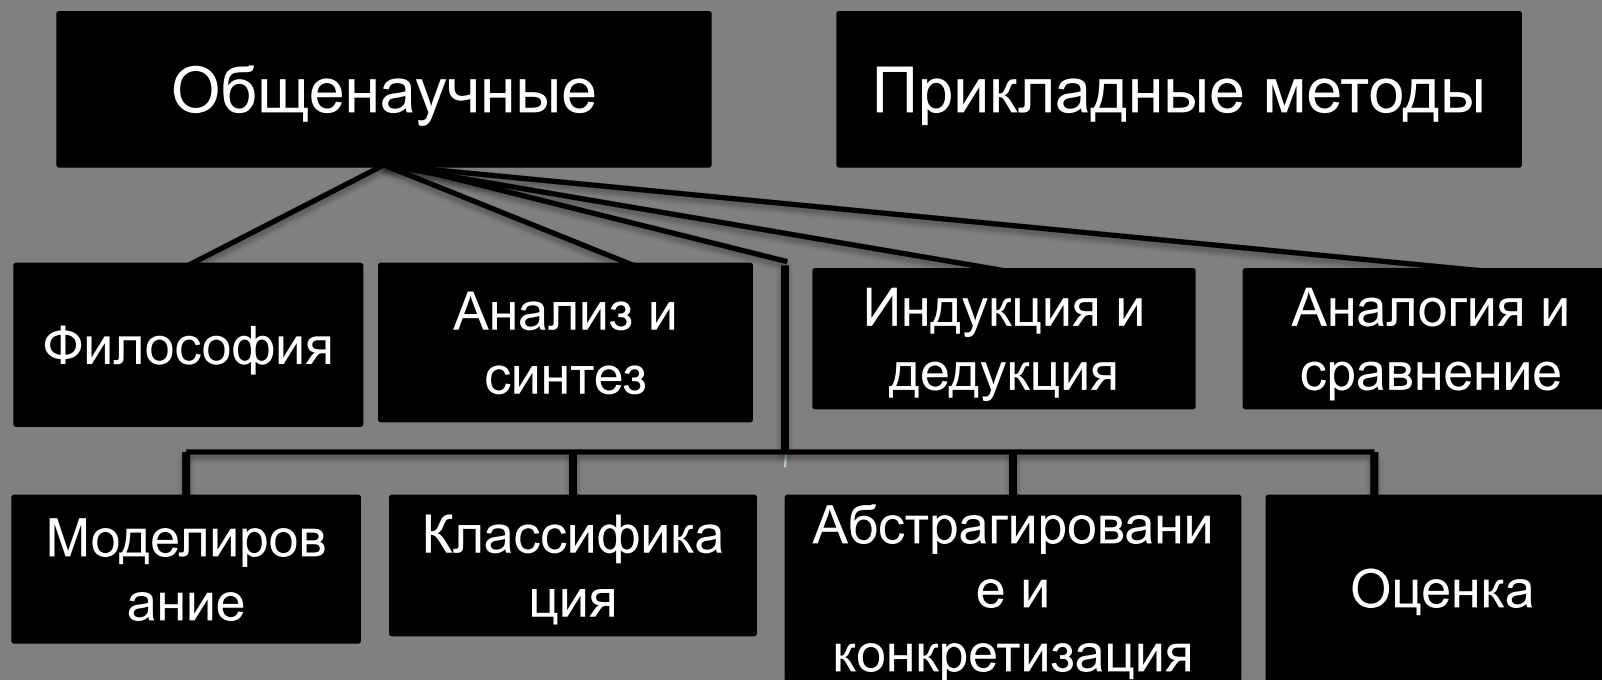 Общенаучные
Прикладные методы
Философия
Анализ и
синтез
Индукция и
дедукция
Аналогия и
сравнение
Моделиров
ание
Классифика
ция
Абстрагировани
е и
конкретизация
Оценка